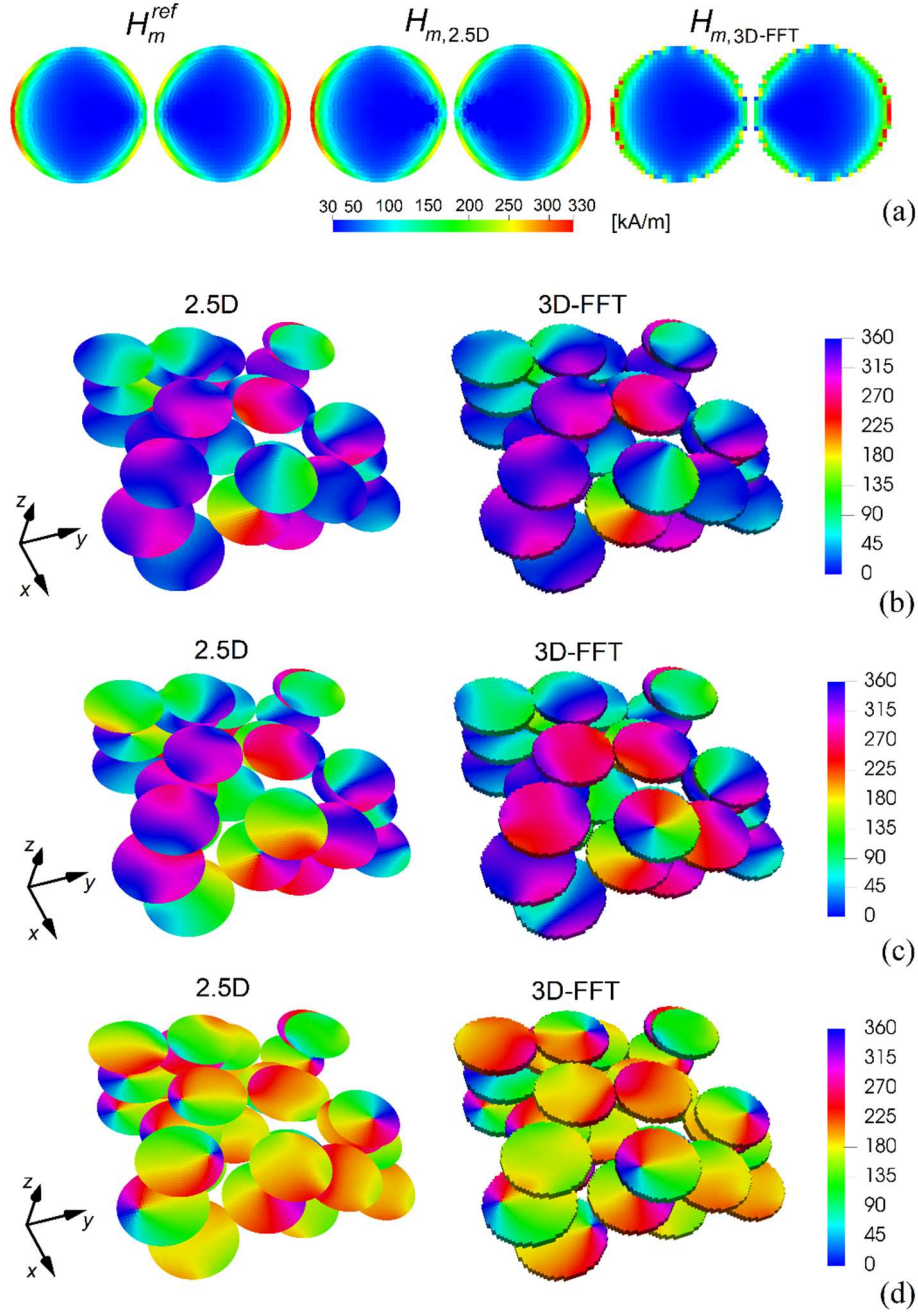 H_m^ref H_m,2.5D H_m,3D-FFT
30 50 100 150 200 250 300 330 [kA/m]
(a)
2.5D 3D-FFT
360
315
270
225
180
135
90
45
0
z
y
x
(b)
2.5D 3D-FFT
360
315
270
225
180
135
90
45
0
z
y
x
(c)
2.5D 3D-FFT
360
315
270
225
180
135
90
45
0
z
y
x
(d)